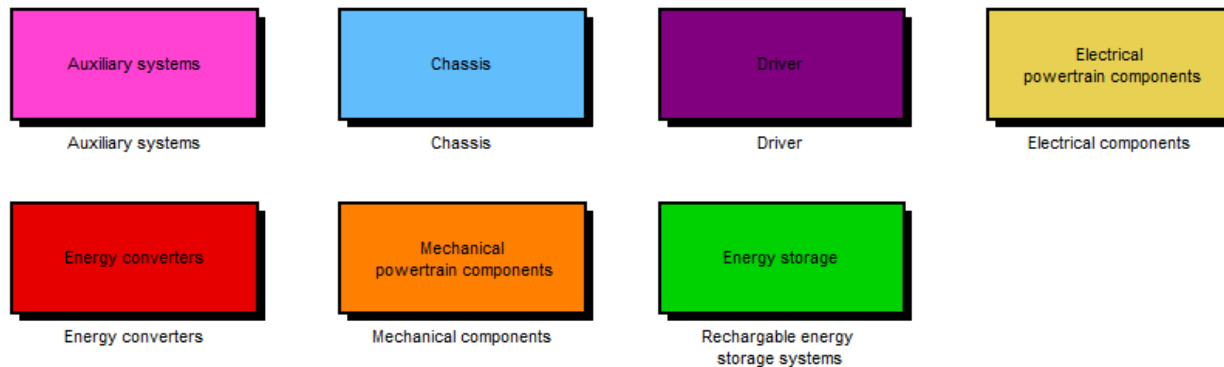 Auxiliary systems
Chassis
Driver
Electrical
powertrain components
Auxiliary systems
Chassis
Driver
Electrical components
Energy converters
Mechanical
powertrain components
Energy storage
Energy converters
Mechanical components
Rechargable energy
storage systems